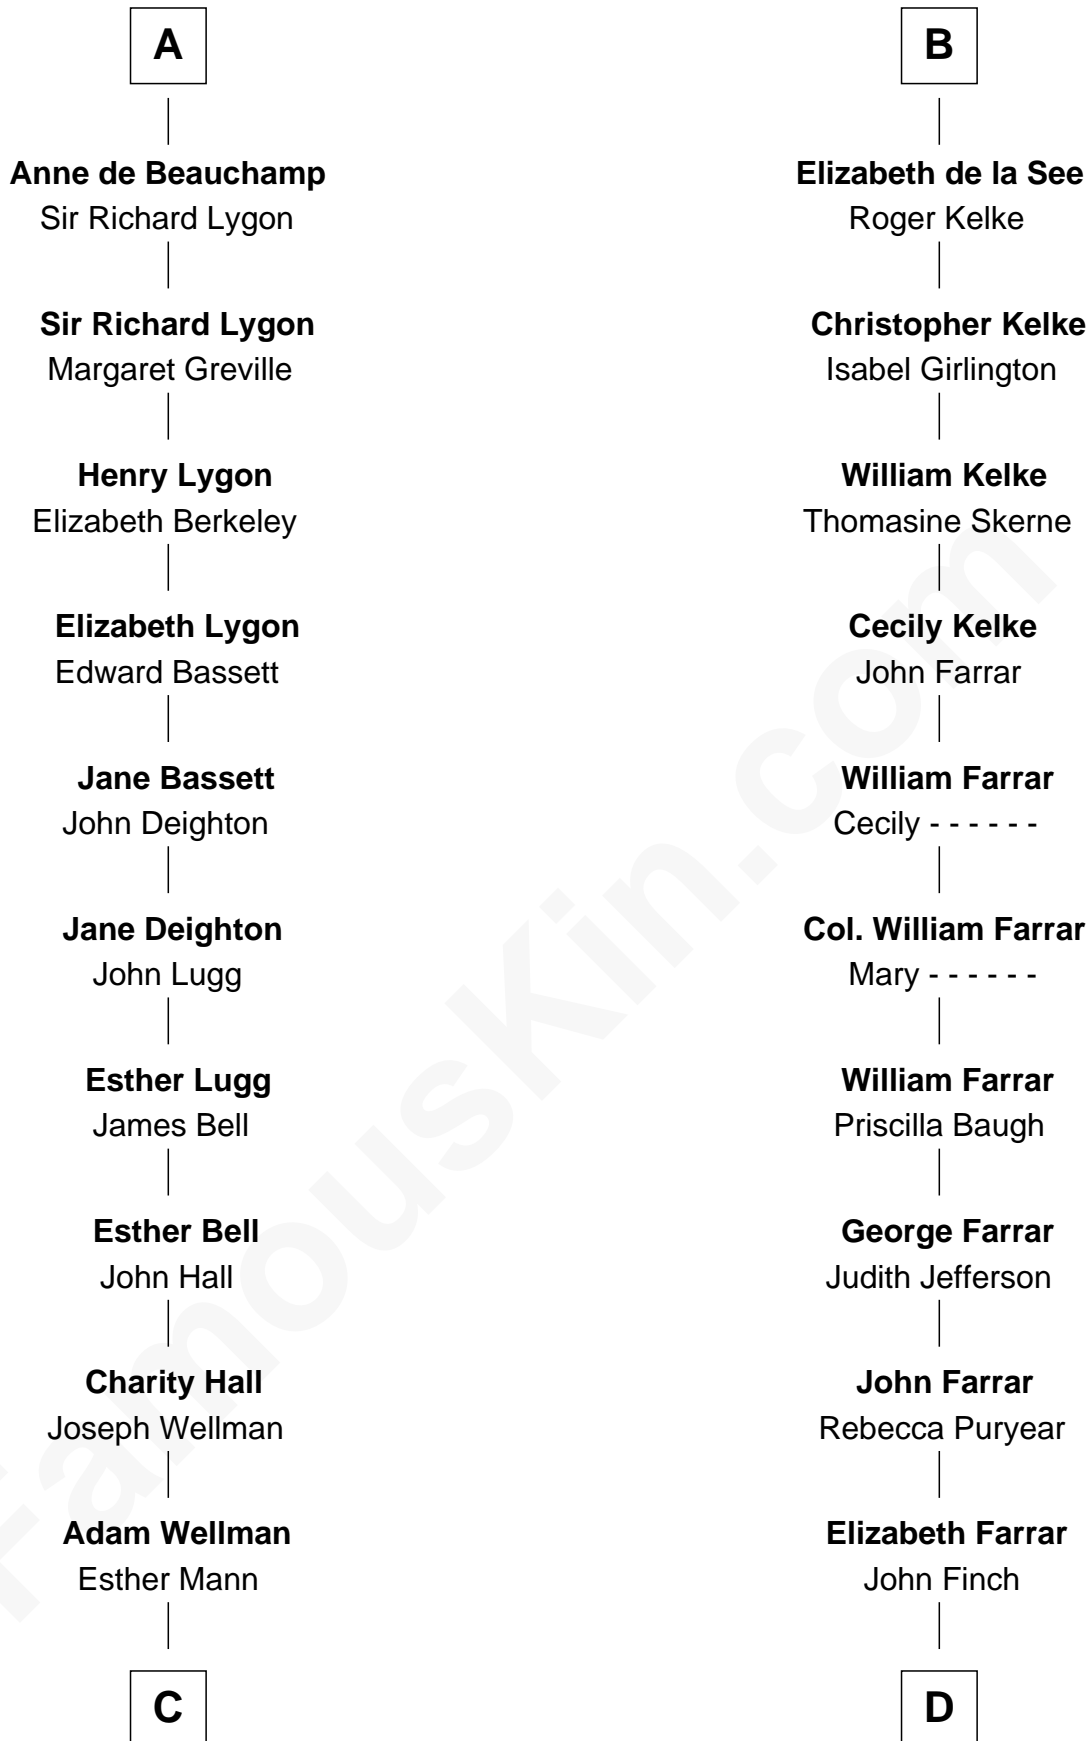 A
Anne de Beauchamp
Sir Richard Lygon
Sir Richard Lygon
Margaret Greville
Henry Lygon
Elizabeth Berkeley
Elizabeth Lygon
Edward Bassett
Jane Bassett
John Deighton
Jane Deighton
John Lugg
Esther Lugg
James Bell
Esther Bell
John Hall
Charity Hall
Joseph Wellman
Adam Wellman
Esther Mann
C
B
Elizabeth de la See
Roger Kelke
Christopher Kelke
Isabel Girlington
William Kelke
Thomasine Skerne
Cecily Kelke
John Farrar
William Farrar
Cecily - - - - - -
Col. William Farrar
Mary - - - - - -
William Farrar
Priscilla Baugh
George Farrar
Judith Jefferson
John Farrar
Rebecca Puryear
Elizabeth Farrar
John Finch
D
FamousKin.com